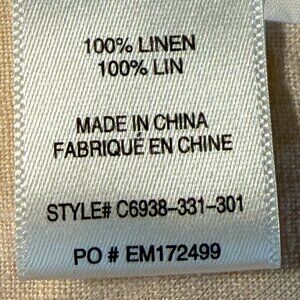 100% LINEN
100% LIN
MADE IN CHINA
FABRIQUÉ EN CHINE
STYLE# C6938-331-301
PO # EM172499